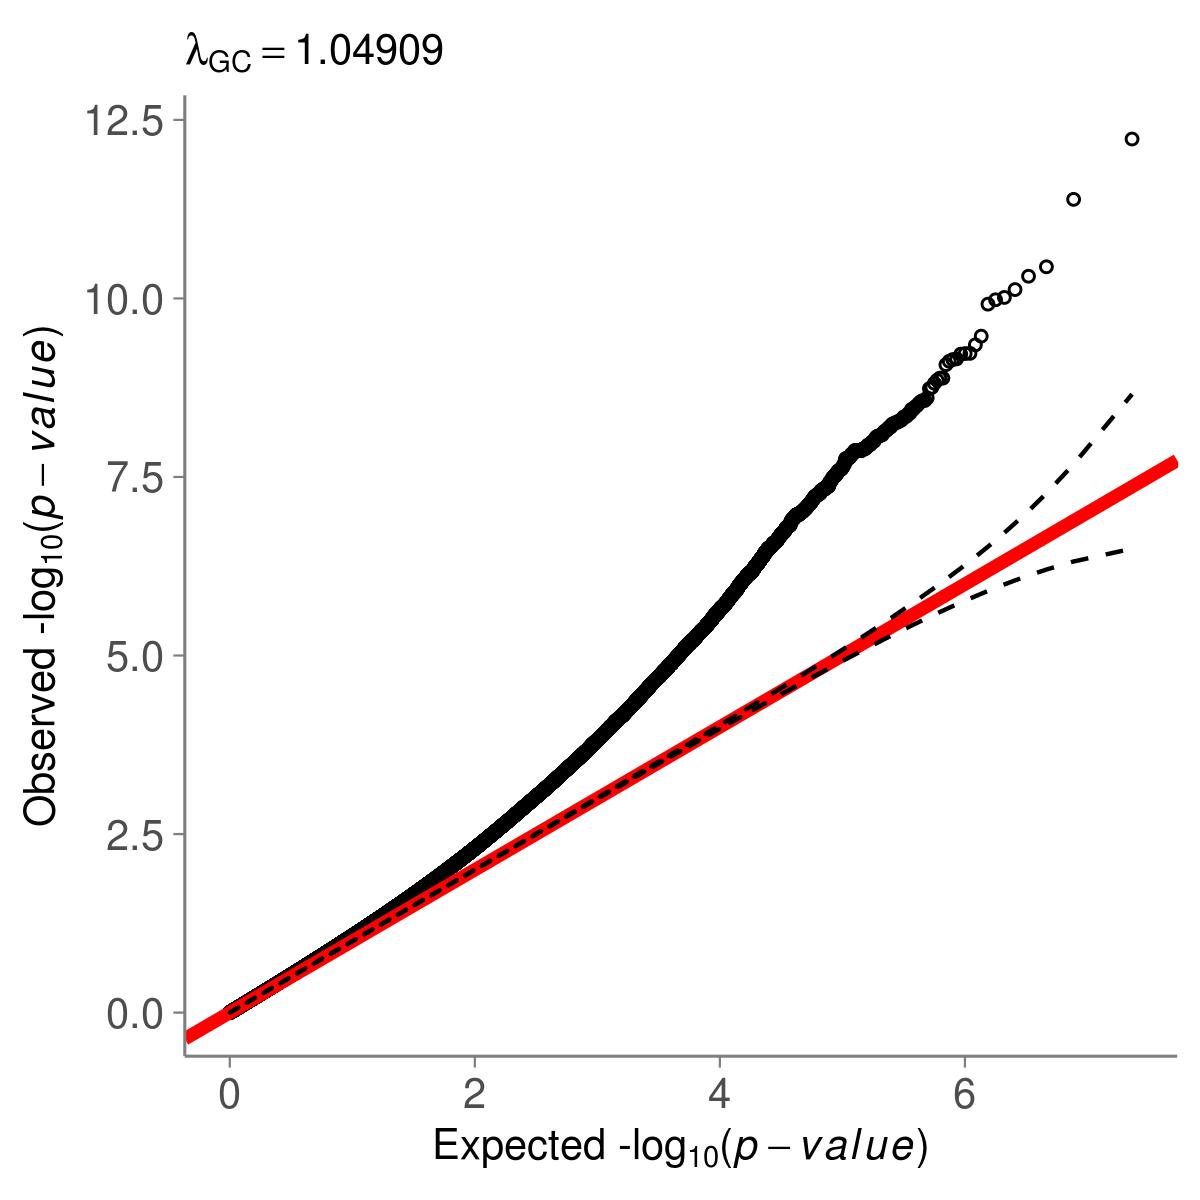 λGC = 1.04909
12.5
10.0
7.5
5.0
2.5
0.0
Observed -log10(p − value)
0 2 4 6
Expected -log10(p − value)